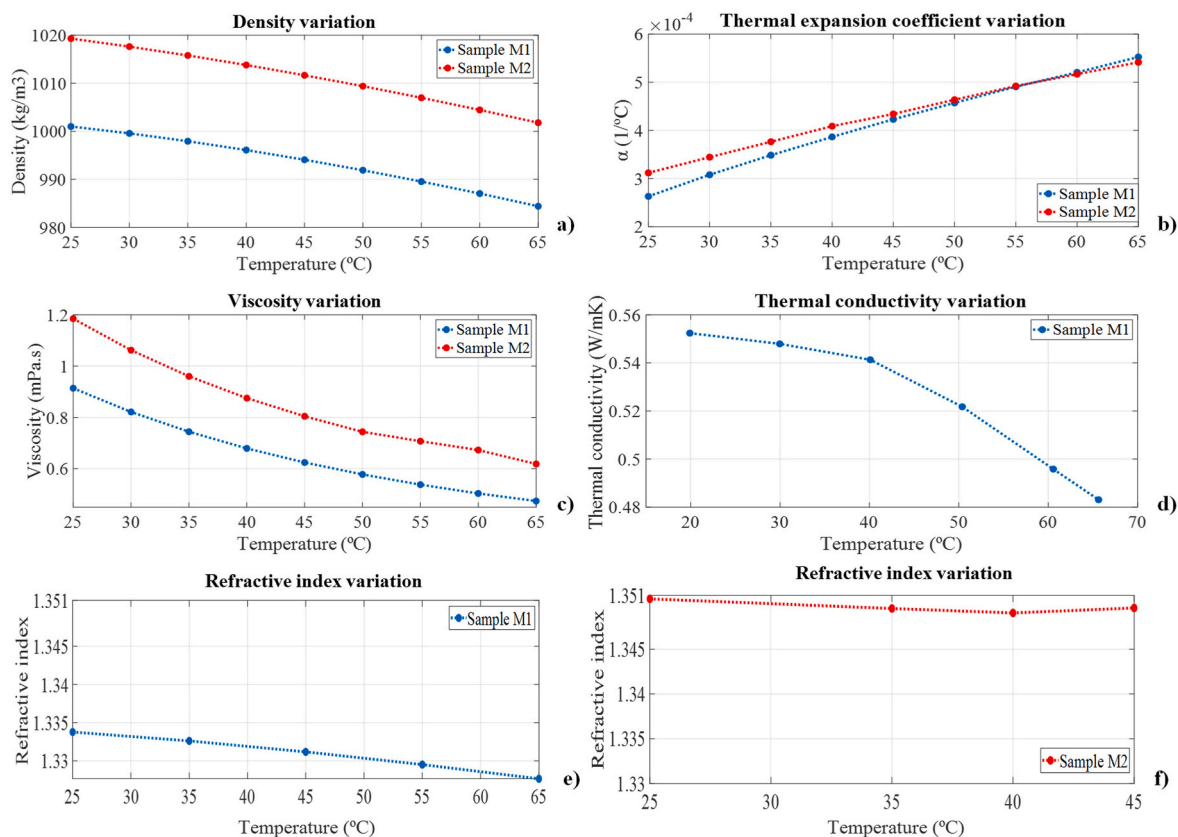 Density variation
1020
1010
1000
990
980
Density (kg/m3)
Sample M1
Sample M2
25 30 35 40 45 50 55 60 65
Temperature (ºC)
a)
Thermal expansion coefficient variation
×10-4
6
5
4
3
2
α (1/ºC)
Sample M1
Sample M2
25 30 35 40 45 50 55 60 65
Temperature (ºC)
b)
Viscosity variation
1.2
1
0.8
0.6
Viscosity (mPa.s)
Sample M1
Sample M2
25 30 35 40 45 50 55 60 65
Temperature (ºC)
c)
Thermal conductivity variation
0.56
0.54
0.52
0.5
0.48
Thermal conductivity (W/mK)
Sample M1
20 30 40 50 60 70
Temperature (ºC)
d)
Refractive index variation
1.351
1.345
1.34
1.335
1.33
Refractive index
Sample M1
25 30 35 40 45 50 55 60 65
Temperature (ºC)
e)
Refractive index variation
1.351
1.345
1.34
1.335
1.33
Refractive index
Sample M2
25 30 35 40 45
Temperature (ºC)
f)